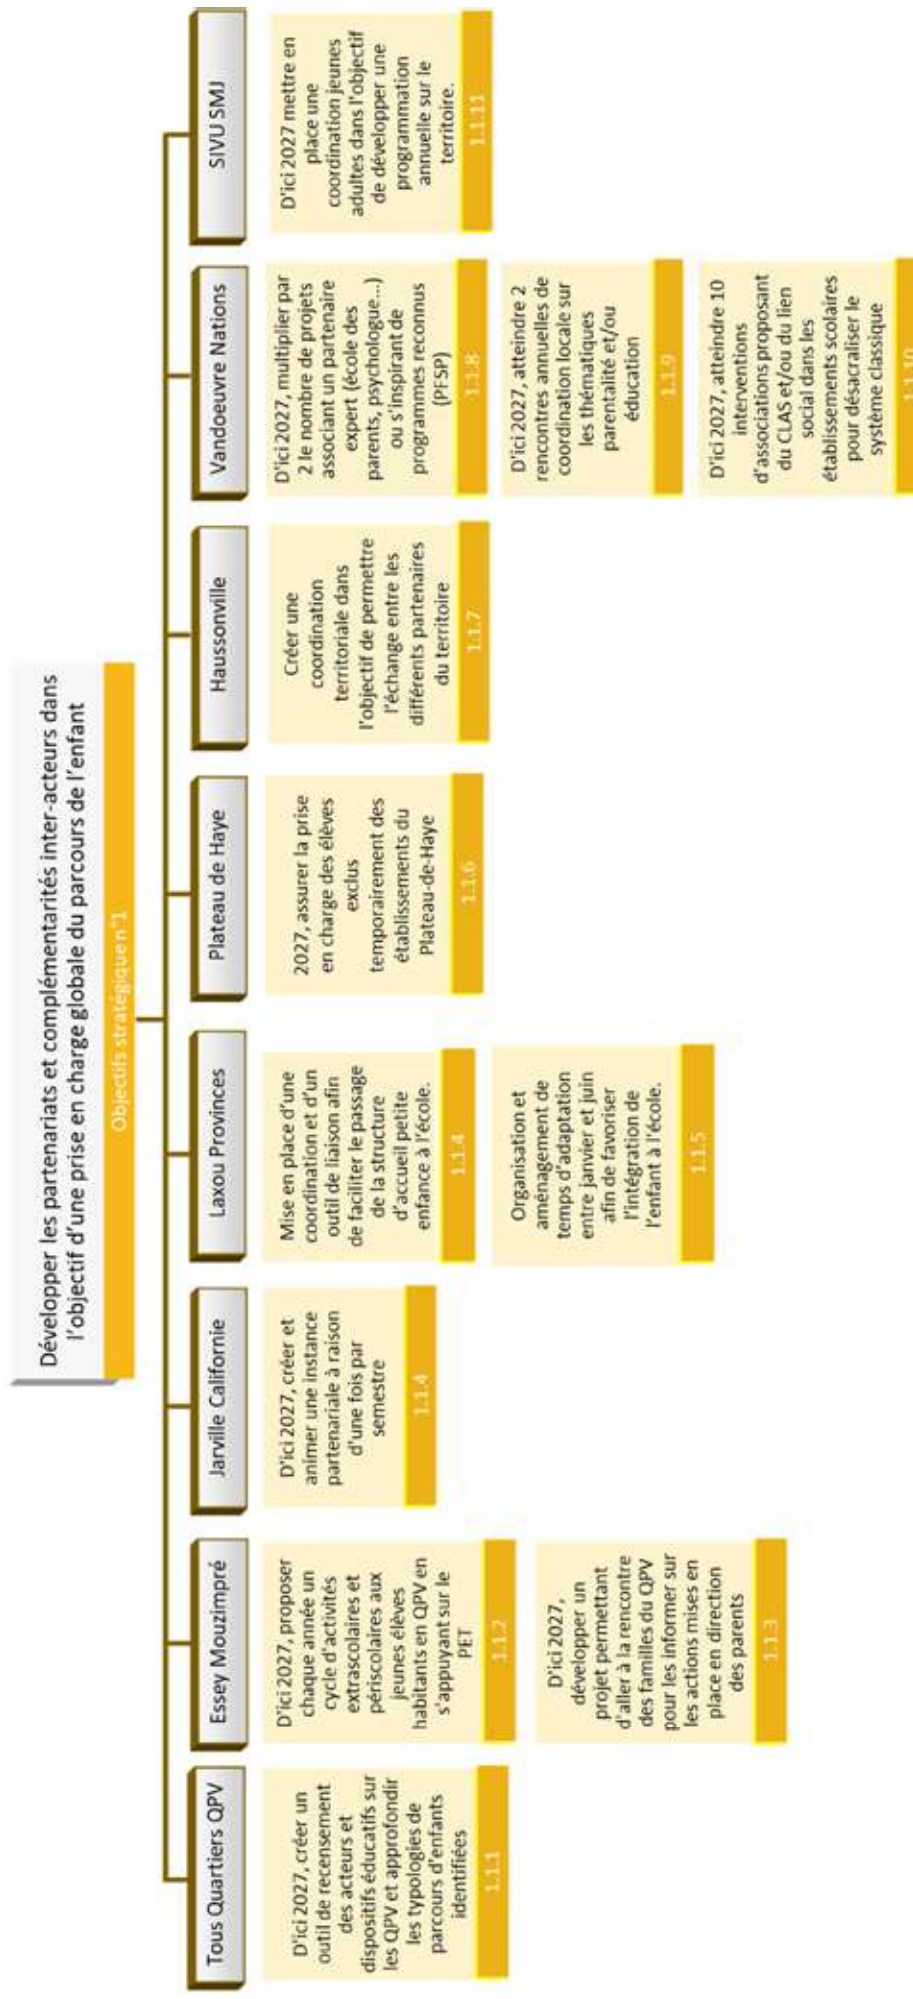 Développer les partenariats et complémentarités inter-acteurs dans
l'objectif d'une prise en charge globale du parcours de l'enfant
Objectifs stratégique n°1
Tous Quartiers QPV
D'ici 2027, créer un
outil de recensement
des acteurs et
dispositifs éducatifs sur
les QPV et approfondir
les typologies de
parcours d'enfants
identifiées
1.1.1
Essey Mouzimpré
D'ici 2027, proposer
chaque année un
cycle d'activités
extrascolaires et
périscolaires aux
jeunes élèves
habitants en QPV en
s'appuyant sur le
PET
1.1.2
D'ici 2027,
développer un
projet permettant
d'aller à la rencontre
des familles du QPV
pour les informer sur
les actions mises en
place en direction
des parents
1.1.3
Jarville Californie
D'ici 2027, créer et
animer une instance
partenariale à raison
d'une fois par
semestre
1.1.4
Laxou Provinces
Mise en place d'une
coordination et d'un
outil de liaison afin
de faciliter le passage
de la structure
d'accueil petite
enfance à l'école.
1.1.4
Organisation et
aménagement de
temps d'adaptation
entre janvier et juin
afin de favoriser
l'intégration de
l'enfant à l'école.
1.1.5
Plateau de Haye
2027, assurer la prise
en charge des élèves
exclus
temporairement des
établissements du
Plateau-de-Haye
1.1.6
Haussonville
Créer une
coordination
territoriale dans
l'objectif de permettre
l'échange entre les
différents partenaires
du territoire
1.1.7
Vandoeuvre Nations
D'ici 2027, multiplier par
2 le nombre de projets
associant un partenaire
expert (école des
parents, psychologue...)
ou s'inspirant de
programmes reconnus
(PFSP)
1.1.8
D'ici 2027, atteindre 2
rencontres annuelles de
coordination locale sur
les thématiques
parentalité et/ou
éducation
1.1.9
D'ici 2027, atteindre 10
interventions
d'associations proposant
du CLAS et/ou du lien
social dans les
établissements scolaires
pour désacraliser le
système classique
1.1.10
SIVU SMJ
D'ici 2027 mettre en
place une
coordination jeunes
adultes dans l'objectif
de développer une
programmation
annuelle sur le
territoire.
1.1.11